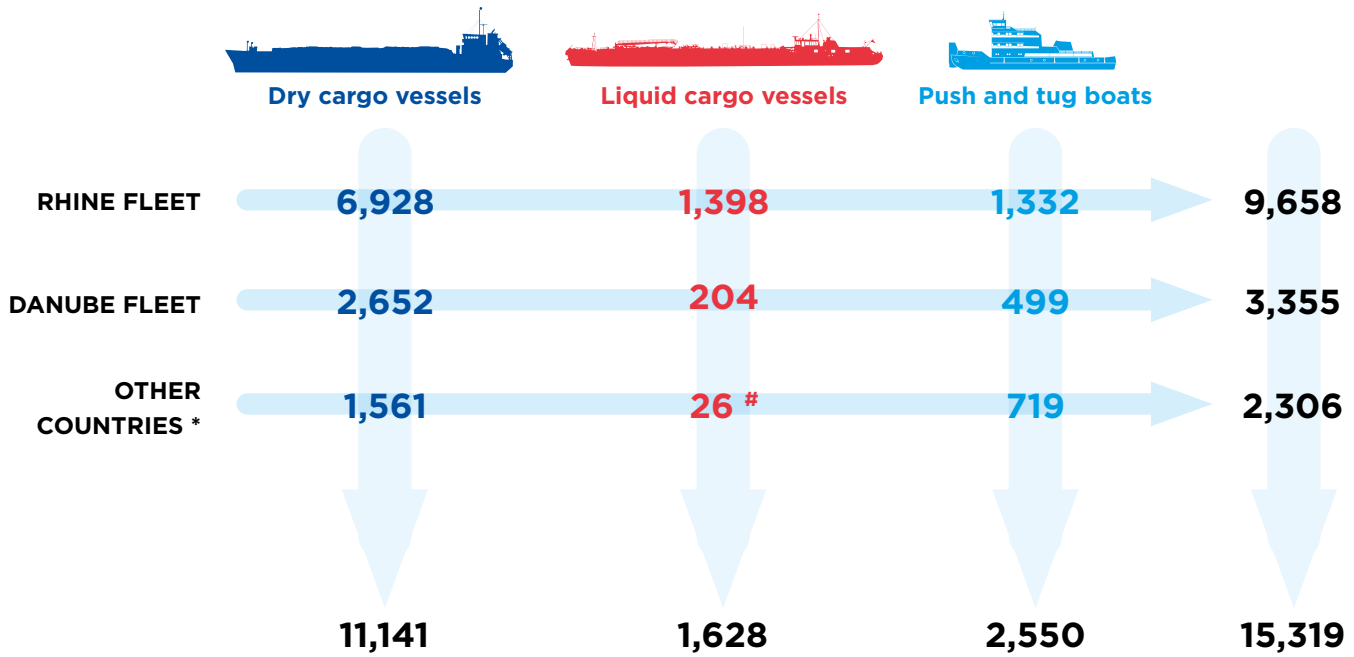 Dry cargo vessels
Liquid cargo vessels
Push and tug boats
RHINE FLEET
6,928
1,398
1,332
9,658
DANUBE FLEET
2,652
204
499
3,355
OTHER
COUNTRIES *
1,561
26 #
719
2,306
11,141
1,628
2,550
15,319